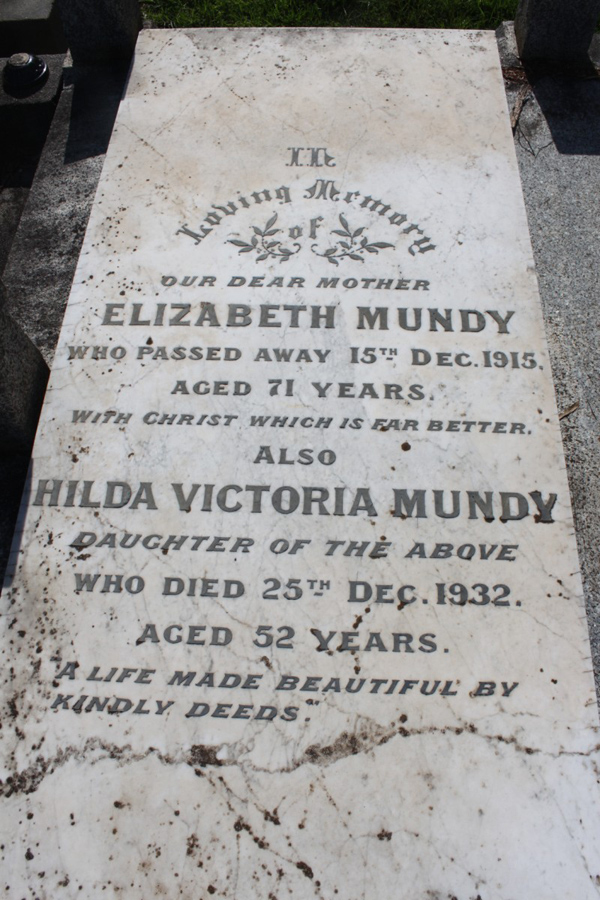 In
Loving Memory
of
OUR DEAR MOTHER
ELIZABETH MUNDY
WHO PASSED AWAY 15TH DEC. 1915.
AGED 71 YEARS.
WITH CHRIST WHICH IS FAR BETTER.
ALSO
HILDA VICTORIA MUNDY
DAUGHTER OF THE ABOVE
WHO DIED 25TH DEC. 1932.
AGED 52 YEARS.
"A LIFE MADE BEAUTIFUL BY
KINDLY DEEDS."